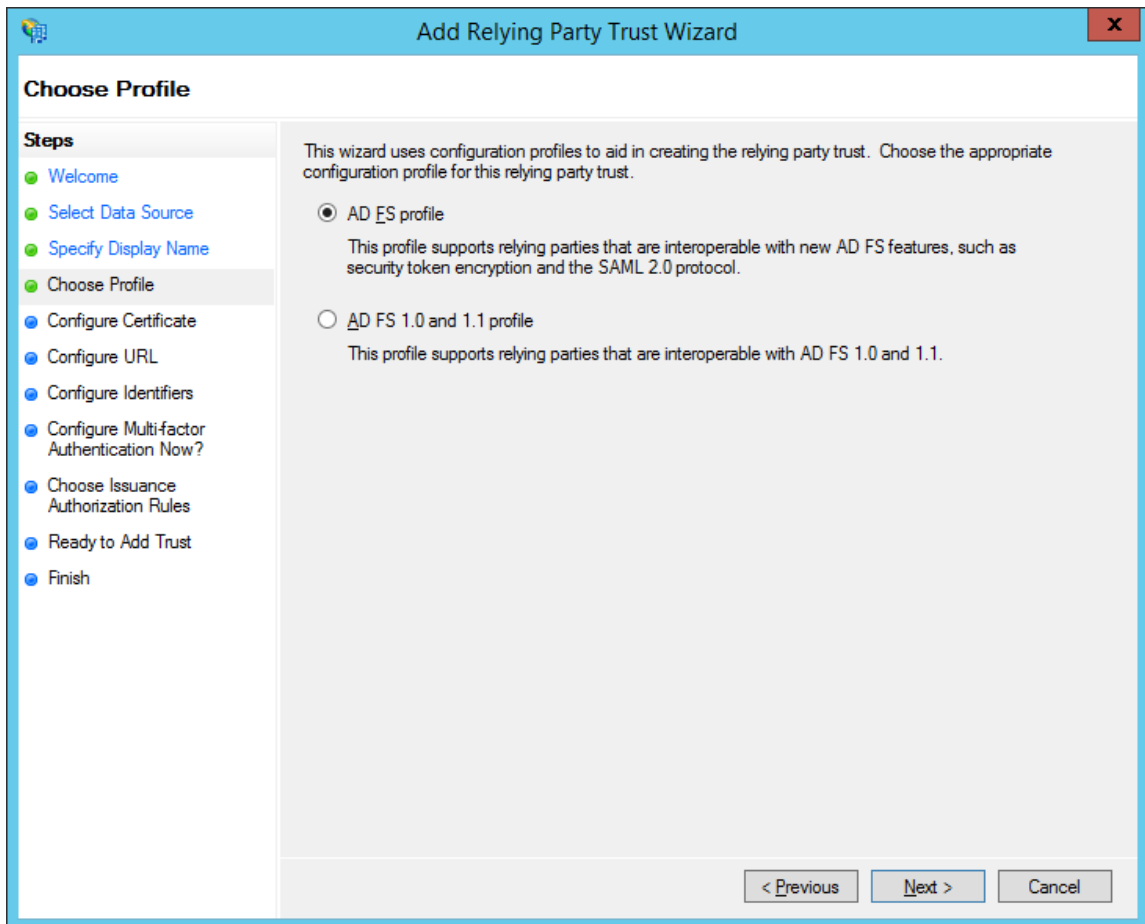 Add Relying Party Trust Wizard
x
Choose Profile
Steps
Welcome
Select Data Source
Specify Display Name
Choose Profile
Configure Certificate
Configure URL
Configure Identifiers
Configure Multi-factor
Authentication Now?
Choose Issuance
Authorization Rules
Ready to Add Trust
Finish
This wizard uses configuration profiles to aid in creating the relying party trust. Choose the appropriate
configuration profile for this relying party trust.
AD FS profile
This profile supports relying parties that are interoperable with new AD FS features, such as
security token encryption and the SAML 2.0 protocol.
AD FS 1.0 and 1.1 profile
This profile supports relying parties that are interoperable with AD FS 1.0 and 1.1.
< Previous
Next >
Cancel